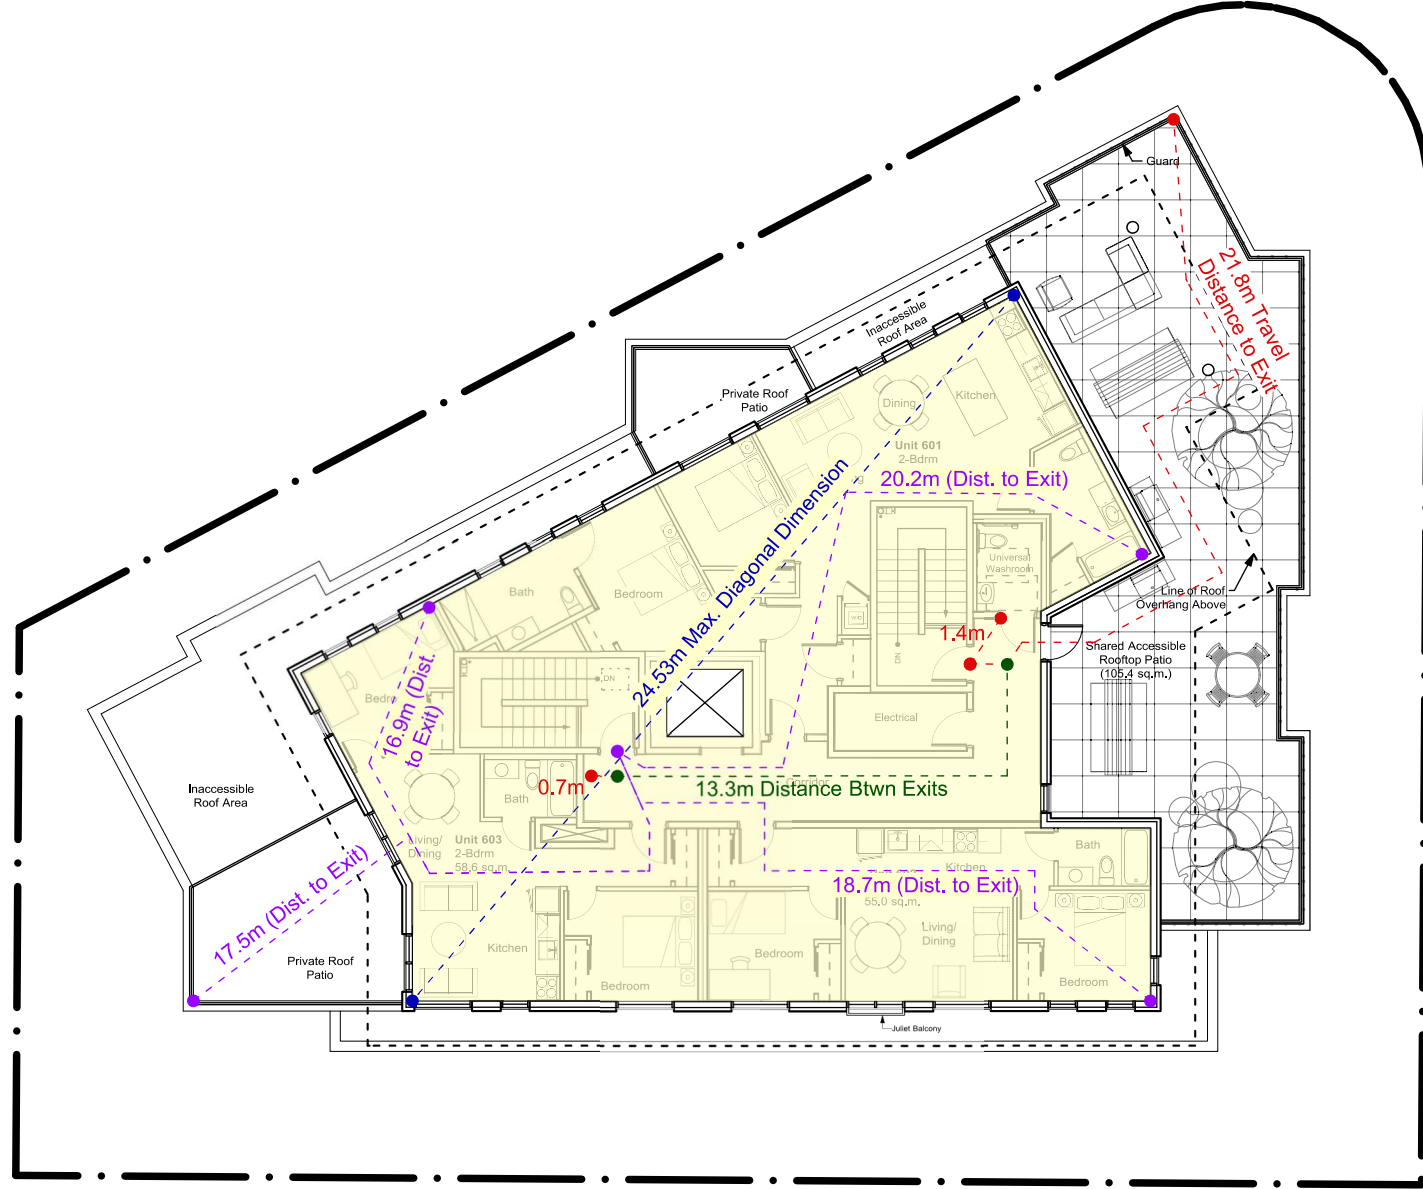 Guard
21.8m Travel
Distance to Exit
Inaccessible
Roof Area
Private Roof
Patio
Dining
Kitchen
Unit 601
2-Bdrm
20.2m (Dist. to Exit)
24.53m Max. Diagonal Dimension
Universal
Washroom
Bath
Bedroom
Line of Roof
Overhang Above
W/D
1.4m
DN
Shared Accessible
Rooftop Patio
(105.4 sq.m.)
DN
16.9m (Dist.
to Exit)
Electrical
Inaccessible
Roof Area
0.7m
Corridor
13.3m Distance Btwn Exits
Bath
Living/
Dining
Unit 603
2-Bdrm
58.6 sq.m.
Bath
Kitchen
17.5m (Dist. to Exit)
18.7m (Dist. to Exit)
55.0 sq.m.
Living/
Dining
Kitchen
Bedroom
Private Roof
Patio
Bedroom
Bedroom
Juliet Balcony